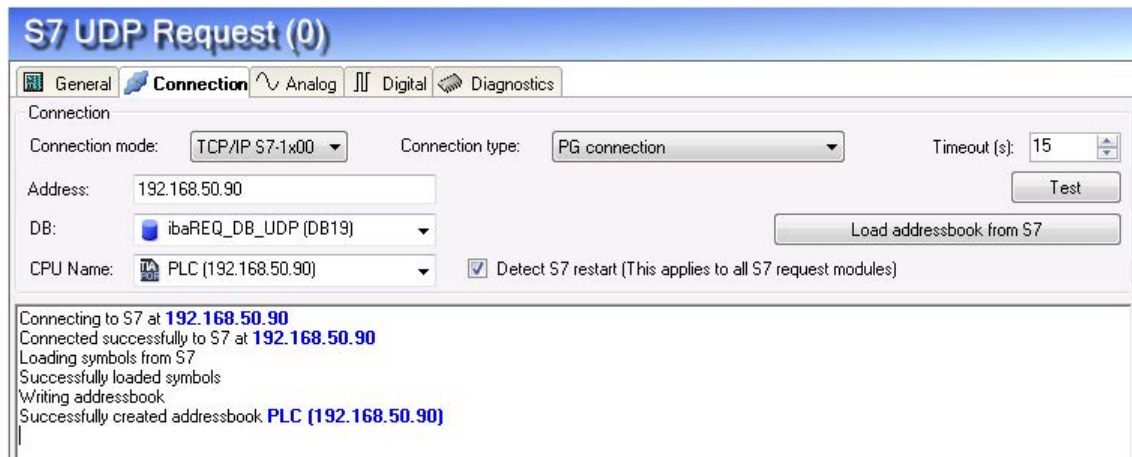 S7 UDP Request (0)
General Connection Analog Digital Diagnostics
Connection
Connection mode: TCP/IP S7-1x00 Connection type: PG connection Timeout (s): 15
Address: 192.168.50.90 Test
DB: ibaREQ_DB_UDP (DB19) Load addressbook from S7
CPU Name: PLC (192.168.50.90) Detect S7 restart (This applies to all S7 request modules)
Connecting to S7 at 192.168.50.90
Connected successfully to S7 at 192.168.50.90
Loading symbols from S7
Successfully loaded symbols
Writing addressbook
Successfully created addressbook PLC (192.168.50.90)